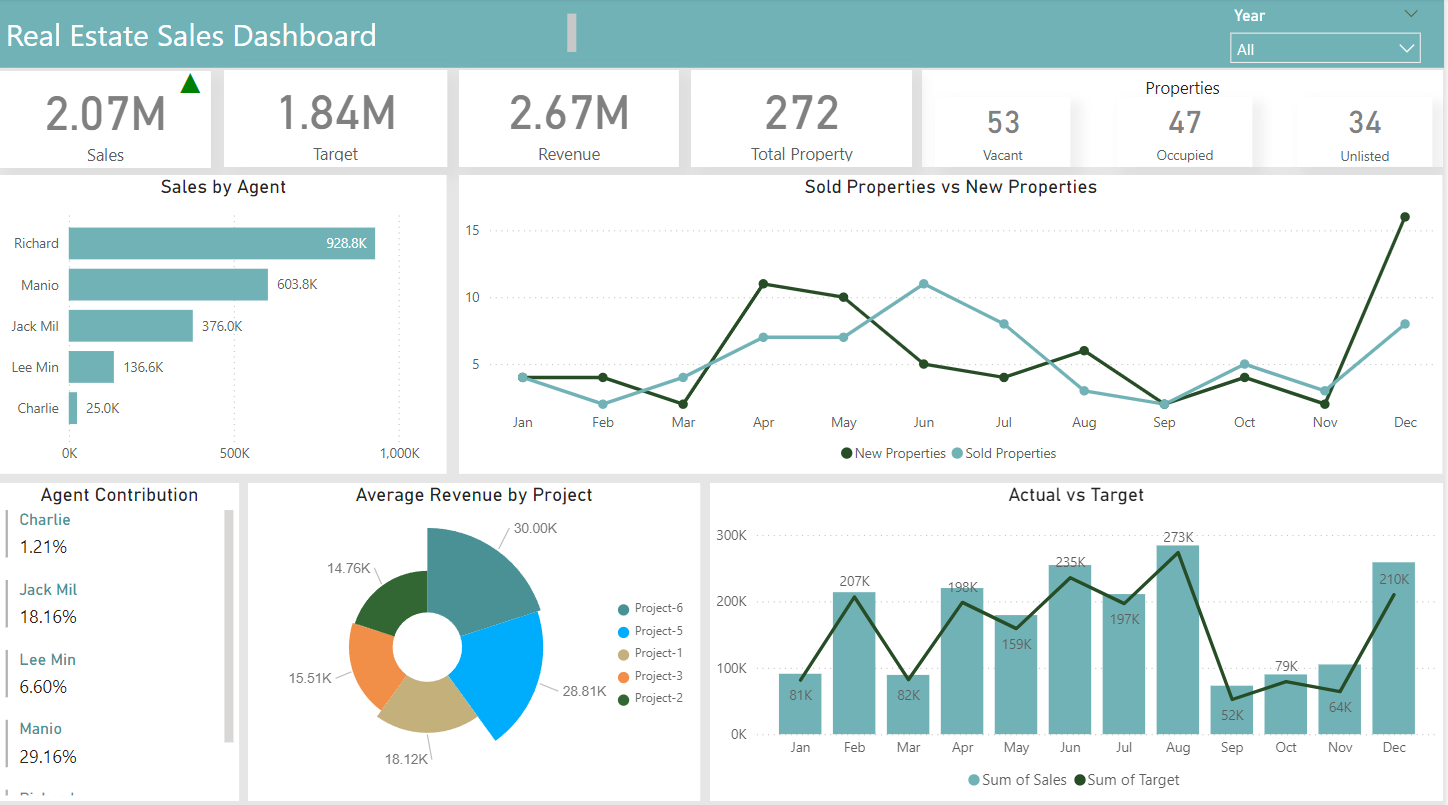 Real Estate Sales Dashboard
Year
All
2.07M
Sales
1.84M
Target
2.67M
Revenue
272
Total Property
Properties
53
Vacant
47
Occupied
34
Unlisted
Sales by Agent
Richard 928.8K
Manio 603.8K
Jack Mil 376.0K
Lee Min 136.6K
Charlie 25.0K
0K 500K 1,000K
Sold Properties vs New Properties
15
10
5
Jan Feb Mar Apr May Jun Jul Aug Sep Oct Nov Dec
New Properties Sold Properties
Agent Contribution
Charlie
1.21%
Jack Mil
18.16%
Lee Min
6.60%
Manio
29.16%
Average Revenue by Project
30.00K
14.76K
15.51K
28.81K
18.12K
Project-6
Project-5
Project-1
Project-3
Project-2
Actual vs Target
300K
200K
100K
0K
81K 207K 82K 198K 159K 235K 197K 273K 52K 79K 64K 210K
Jan Feb Mar Apr May Jun Jul Aug Sep Oct Nov Dec
Sum of Sales Sum of Target